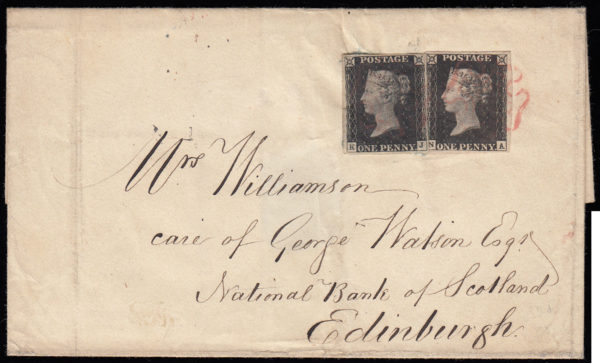 POSTAGE POSTAGE
ONE PENNY ONE PENNY
J N A
Mrs Williamson
care of George Watson Esqr
National Bank of Scotland
Edinburgh.